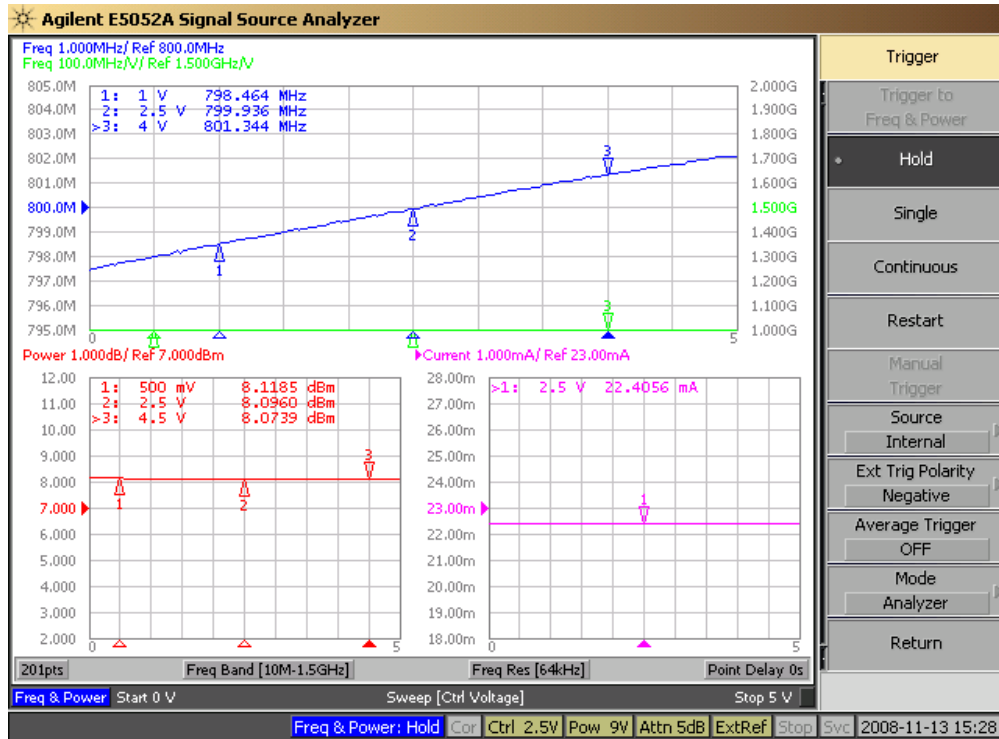 Agilent E5052A Signal Source Analyzer
Freq 1.000MHz/ Ref 800.0MHz
Freq 100.0MHz/V/ Ref 1.500GHz/V
805.0M
804.0M
803.0M
802.0M
801.0M
800.0M
799.0M
798.0M
797.0M
796.0M
795.0M
1: 1 V 798.464 MHz
2: 2.5 V 799.936 MHz
>3: 4 V 801.344 MHz
1
2
3
3
0
5
2.000G
1.900G
1.800G
1.700G
1.600G
1.500G
1.400G
1.300G
1.200G
1.100G
1.000G
Power 1.000dB/ Ref 7.000dBm
12.00
11.00
10.00
9.000
8.000
7.000
6.000
5.000
4.000
3.000
2.000
1: 500 mV 8.1185 dBm
2: 2.5 V 8.0960 dBm
>3: 4.5 V 8.0739 dBm
1
2
3
0
5
Current 1.000mA/ Ref 23.00mA
28.00m
27.00m
26.00m
25.00m
24.00m
23.00m
22.00m
21.00m
20.00m
19.00m
18.00m
>1: 2.5 V 22.4056 mA
1
0
5
201pts
Freq Band [10M-1.5GHz]
Freq Res [64kHz]
Point Delay 0s
Freq & Power Start 0 V
Sweep [Ctrl Voltage]
Stop 5 V
Trigger
Trigger to
Freq & Power
Hold
Single
Continuous
Restart
Manual
Trigger
Source
Internal
Ext Trig Polarity
Negative
Average Trigger
OFF
Mode
Analyzer
Return
Freq & Power: Hold Cor Ctrl 2.5V Pow 9V Attn 5dB ExtRef Stop Svc 2008-11-13 15:28